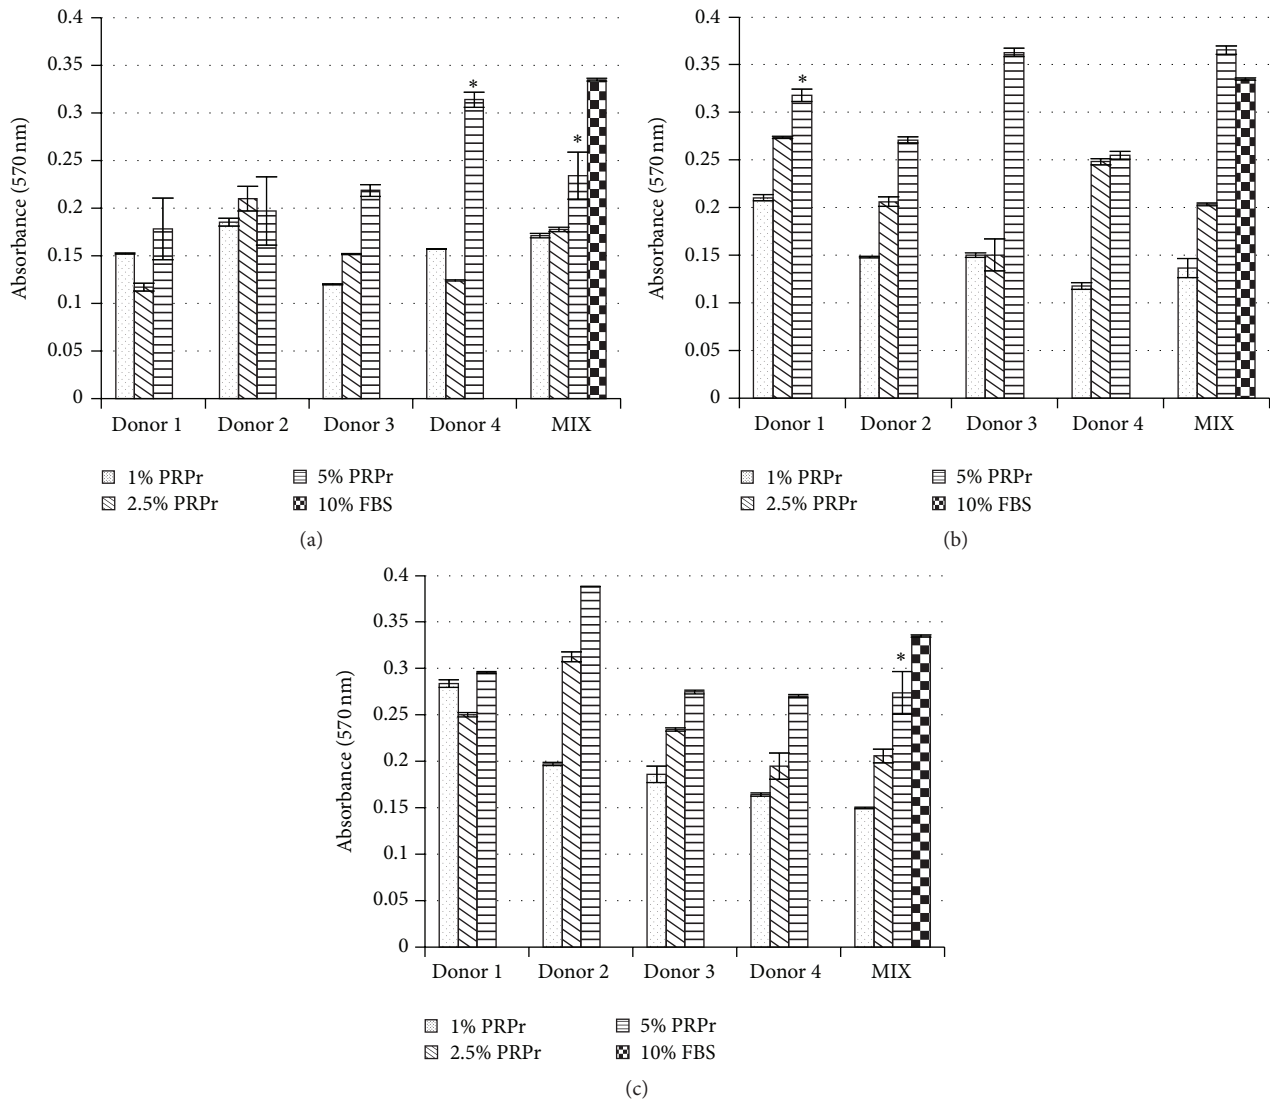 0.4
0.35
0.3
0.25
0.2
0.15
0.1
0.05
0
Absorbance (570 nm)
*
*
Donor 1 Donor 2 Donor 3 Donor 4 MIX
1% PRPr 5% PRPr
2.5% PRPr 10% FBS
(a)
0.4
0.35
0.3
0.25
0.2
0.15
0.1
0.05
0
Absorbance (570 nm)
*
Donor 1 Donor 2 Donor 3 Donor 4 MIX
1% PRPr 5% PRPr
2.5% PRPr 10% FBS
(b)
0.4
0.35
0.3
0.25
0.2
0.15
0.1
0.05
0
Absorbance (570 nm)
*
Donor 1 Donor 2 Donor 3 Donor 4 MIX
1% PRPr 5% PRPr
2.5% PRPr 10% FBS
(c)